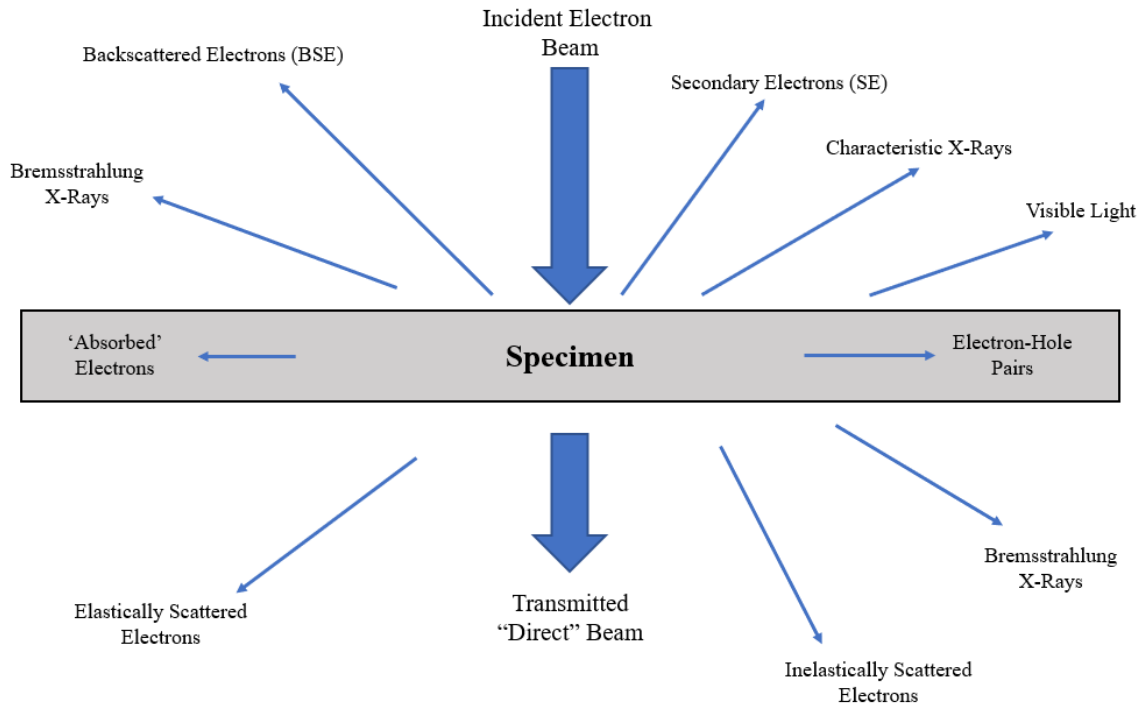 Incident Electron
Beam
Backscattered Electrons (BSE)
Secondary Electrons (SE)
Characteristic X-Rays
Bremsstrahlung
X-Rays
Visible Light
‘Absorbed’
Electrons
Specimen
Electron-Hole
Pairs
Bremsstrahlung
X-Rays
Elastically Scattered
Electrons
Transmitted
“Direct” Beam
Inelastically Scattered
Electrons